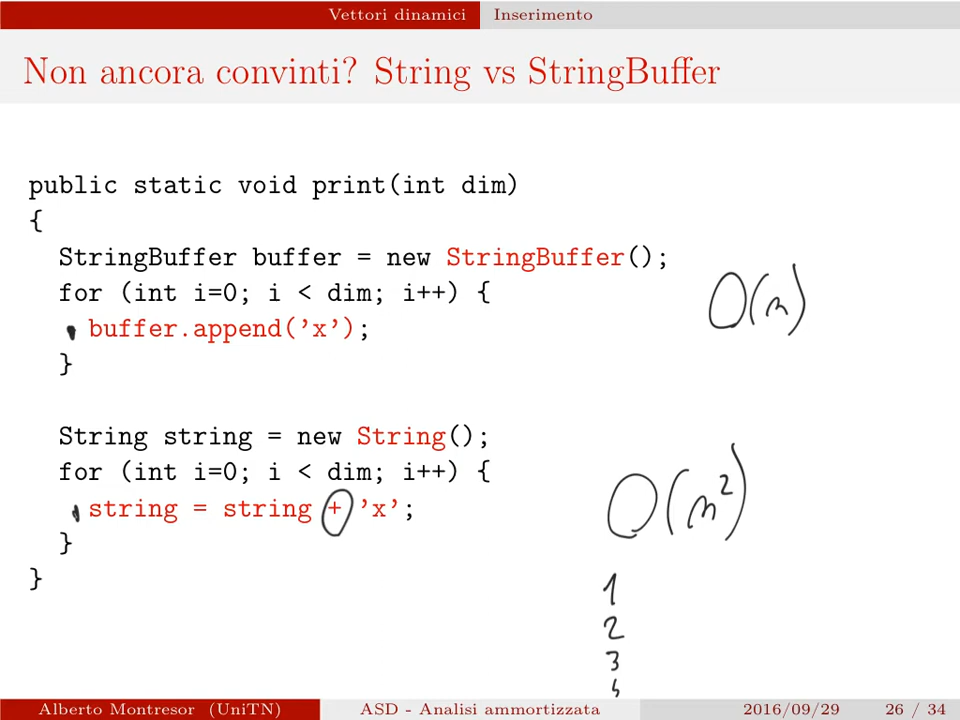 Vettori dinamici Inserimento
Non ancora convinti? String vs StringBuffer
public static void print(int dim)
{
StringBuffer buffer = new StringBuffer();
for (int i=0; i < dim; i++) {
buffer.append(’x’);
}
O(n)
String string = new String();
for (int i=0; i < dim; i++) {
string = string + ’x’;
}
}
O(n²)
1
2
3
4
Alberto Montresor (UniTN) ASD - Analisi ammortizzata 2016/09/29 26 / 34